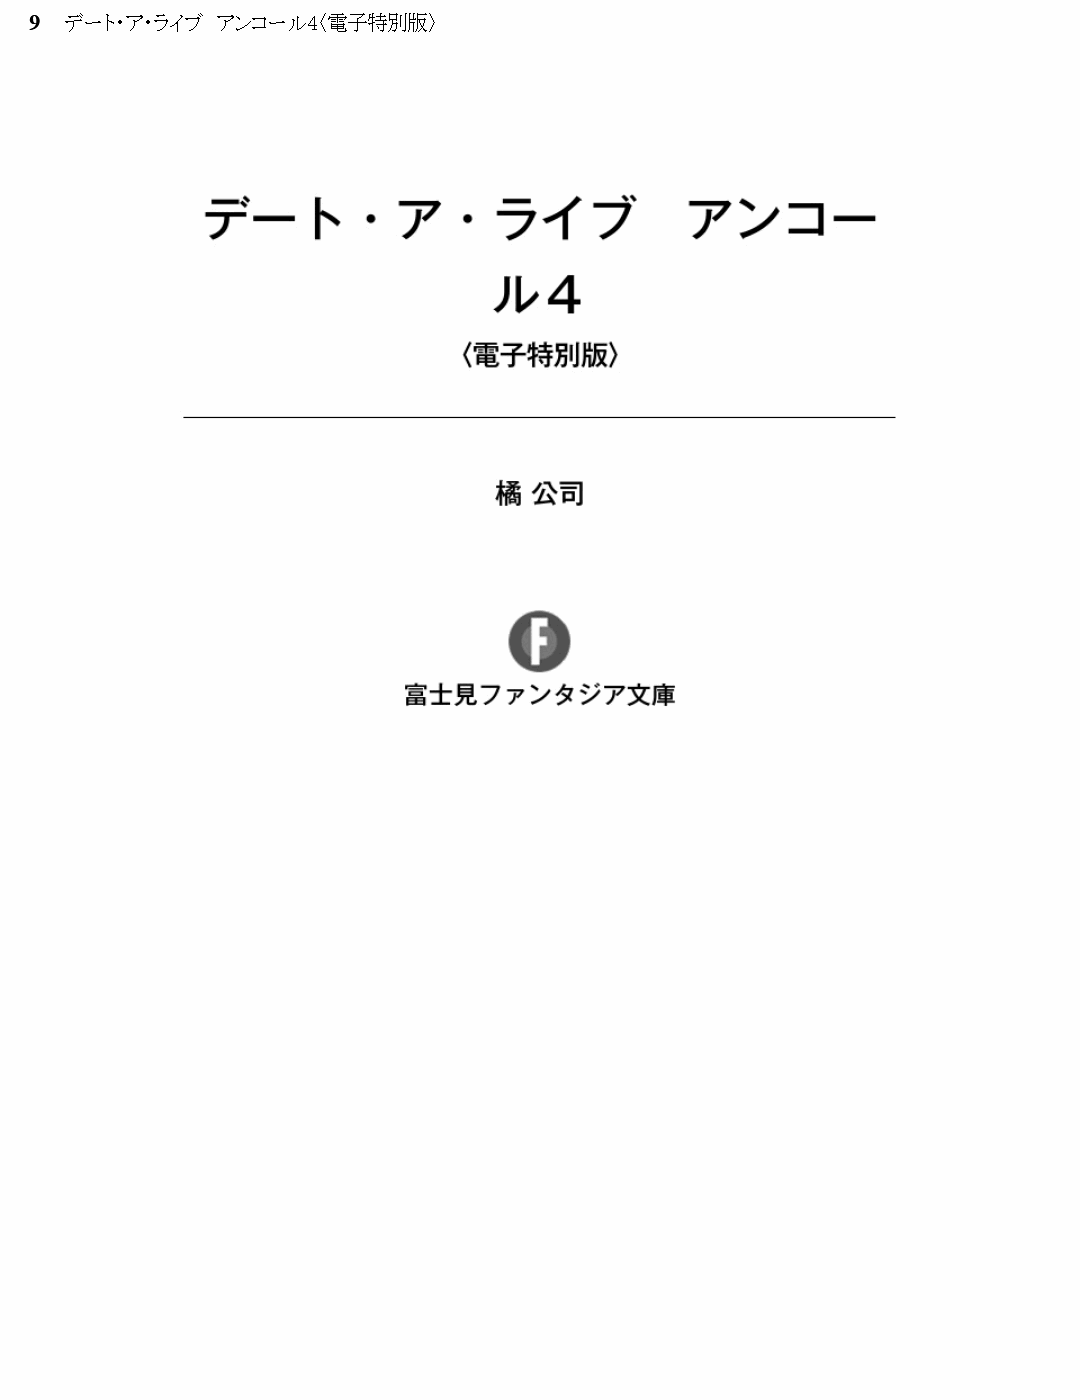 9 デート・ア・ライブ　アンコール4〈電子特別版〉
デート・ア・ライブ　アンコー
ル４
〈電子特別版〉
橘 公司
F
富士見ファンタジア文庫